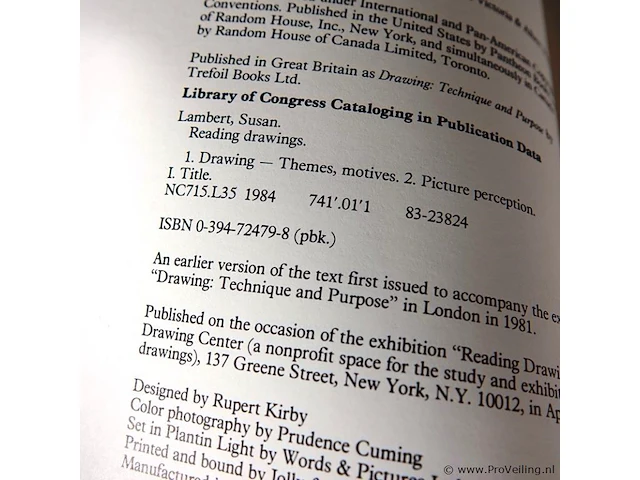 under International and Pan-American
Conventions. Published in the United States by Pantheon
of Random House, Inc., New York, and simultaneously in
by Random House of Canada Limited, Toronto.
Published in Great Britain as Drawing: Technique and Purpose by
Trefoil Books Ltd.
Library of Congress Cataloging in Publication Data
Lambert, Susan.
Reading drawings.
1. Drawing — Themes, motives. 2. Picture perception.
I. Title.
NC715.L35 1984 741'.01'1 83-23824
ISBN 0-394-72479-8 (pbk.)
An earlier version of the text first issued to accompany the
"Drawing: Technique and Purpose" in London in 1981.
Published on the occasion of the exhibition "Reading
Drawing Center (a nonprofit space for the study and
drawings), 137 Greene Street, New York, N.Y. 10012, in
Designed by Rupert Kirby
Color photography by Prudence Cuming
Set in Plantin Light by Words & Pictures
Printed and bound by
Manufactured
© www.ProVeiling.nl